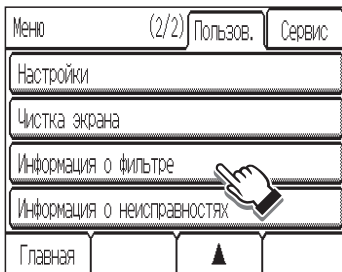 Меню (2/2) Пользов. Сервис
Настройки
Чистка экрана
Информация о фильтре
Информация о неисправностях
Главная ▲